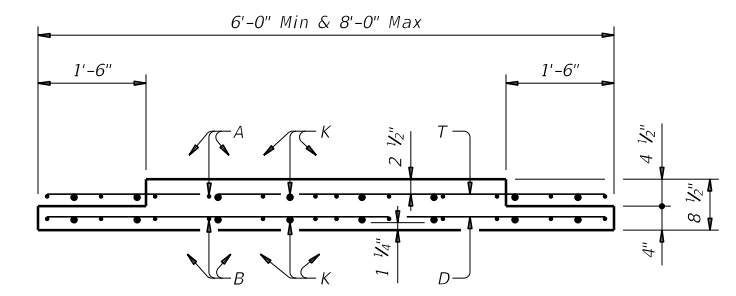 6'-0" Min & 8'-0" Max
1'-6"
1'-6"
A
K
2 1/2"
T
4 1/2"
8 1/2"
4"
B
K
1 1/4"
D